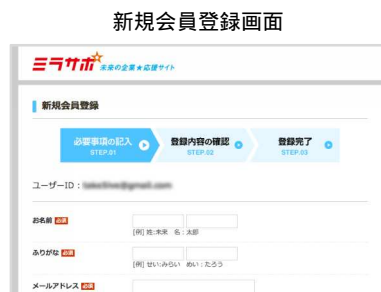 新規会員登録画面
ミラサポ 未来の企業★応援サイト
新規会員登録
必要事項の記入 登録内容の確認 登録完了
STEP.01 STEP.02 STEP.03
ユーザーID：
お名前 必須
[例] 姓:未来 名：太郎
ふりがな 必須
[例] せい:みらい めい：たろう
メールアドレス 必須